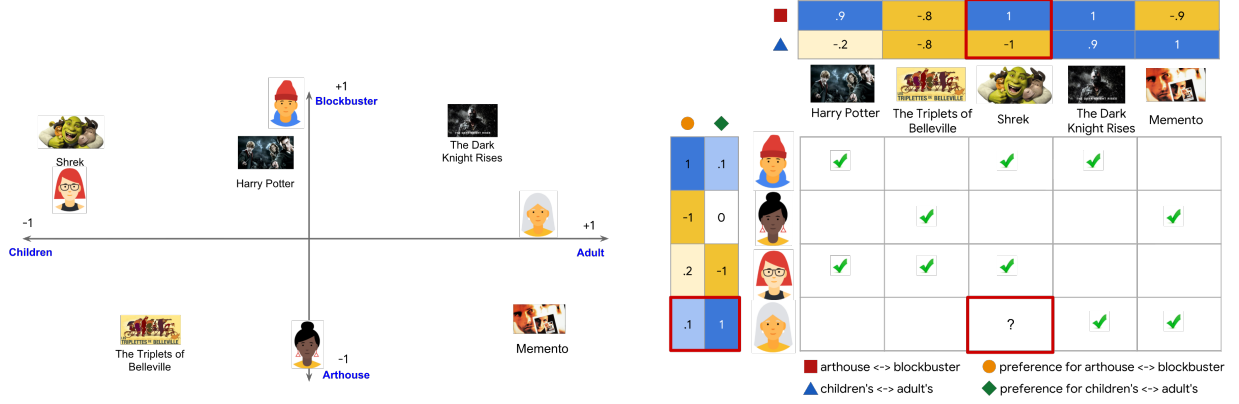 +1
Blockbuster
Shrek
Harry Potter
The Dark
Knight Rises
-1
+1
Children
Adult
The Triplets of
Belleville
Memento
-1
Arthouse
.9
-.8
1
1
-.9
-.2
-.8
-1
.9
1
TRIPLETTES DE BELLEVILLE
Harry Potter
The Triplets of
Belleville
Shrek
The Dark
Knight Rises
Memento
1
.1
-1
0
.2
-1
.1
1
?
arthouse <-> blockbuster
preference for arthouse <-> blockbuster
children's <-> adult's
preference for children's <-> adult's